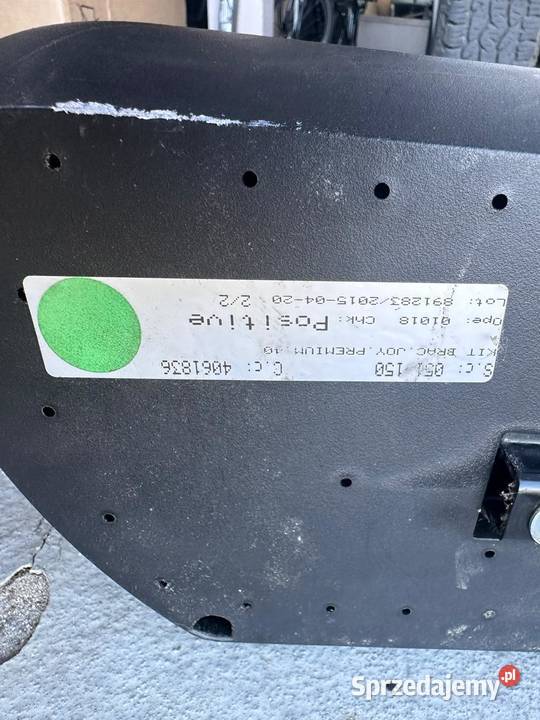 S.c: 051 150 C.c: 4061836
KIT BRAC.JOY.PREMIUM.40
Ope: 01018 Chk: Positive
Lot: 891283/2015-04-20 2/2
Sprzedajemy.pl